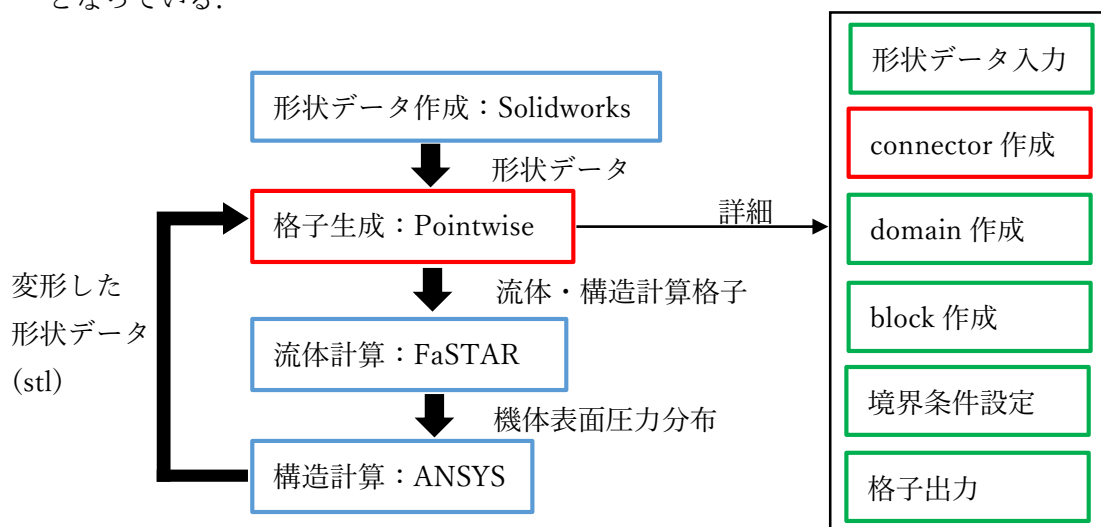 となっている.
形状データ作成：Solidworks
形状データ
格子生成：Pointwise
流体・構造計算格子
流体計算：FaSTAR
機体表面圧力分布
構造計算：ANSYS
変形した
形状データ
(stl)
詳細
形状データ入力
connector 作成
domain 作成
block 作成
境界条件設定
格子出力